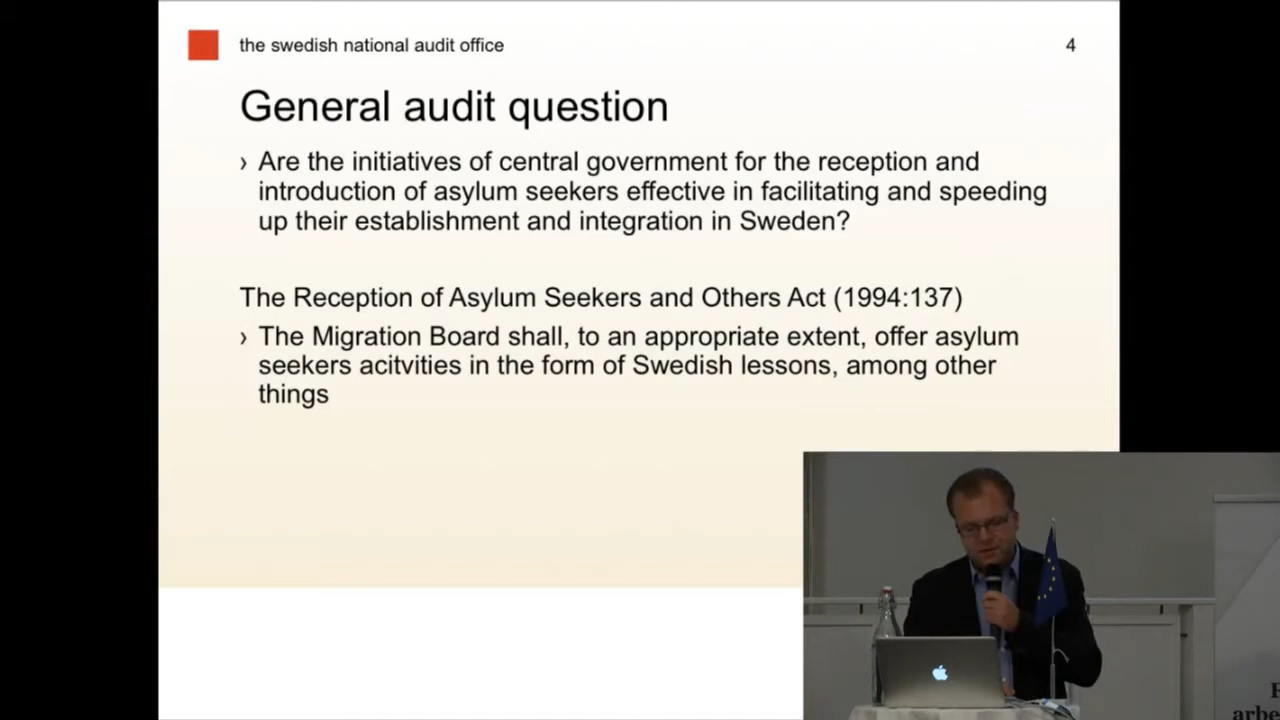 the swedish national audit office
4
General audit question
› Are the initiatives of central government for the reception and
introduction of asylum seekers effective in facilitating and speeding
up their establishment and integration in Sweden?
The Reception of Asylum Seekers and Others Act (1994:137)
› The Migration Board shall, to an appropriate extent, offer asylum
seekers acitvities in the form of Swedish lessons, among other
things